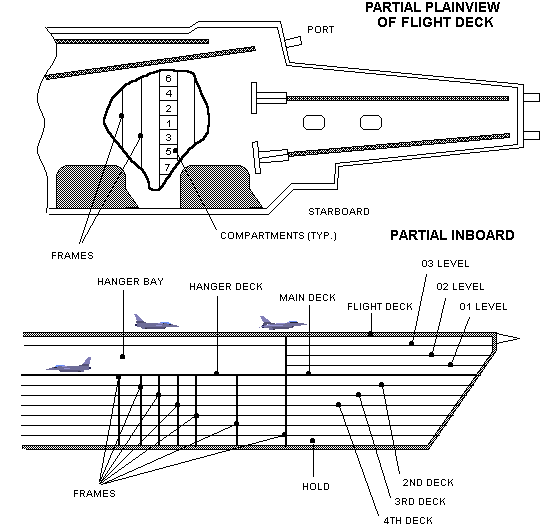 PARTIAL PLAINVIEW
OF FLIGHT DECK
PORT
6
4
2
1
3
5
7
STARBOARD
COMPARTMENTS (TYP.)
FRAMES
PARTIAL INBOARD
03 LEVEL
02 LEVEL
01 LEVEL
HANGER BAY
HANGER DECK
MAIN DECK
FLIGHT DECK
FRAMES
HOLD
2ND DECK
3RD DECK
4TH DECK